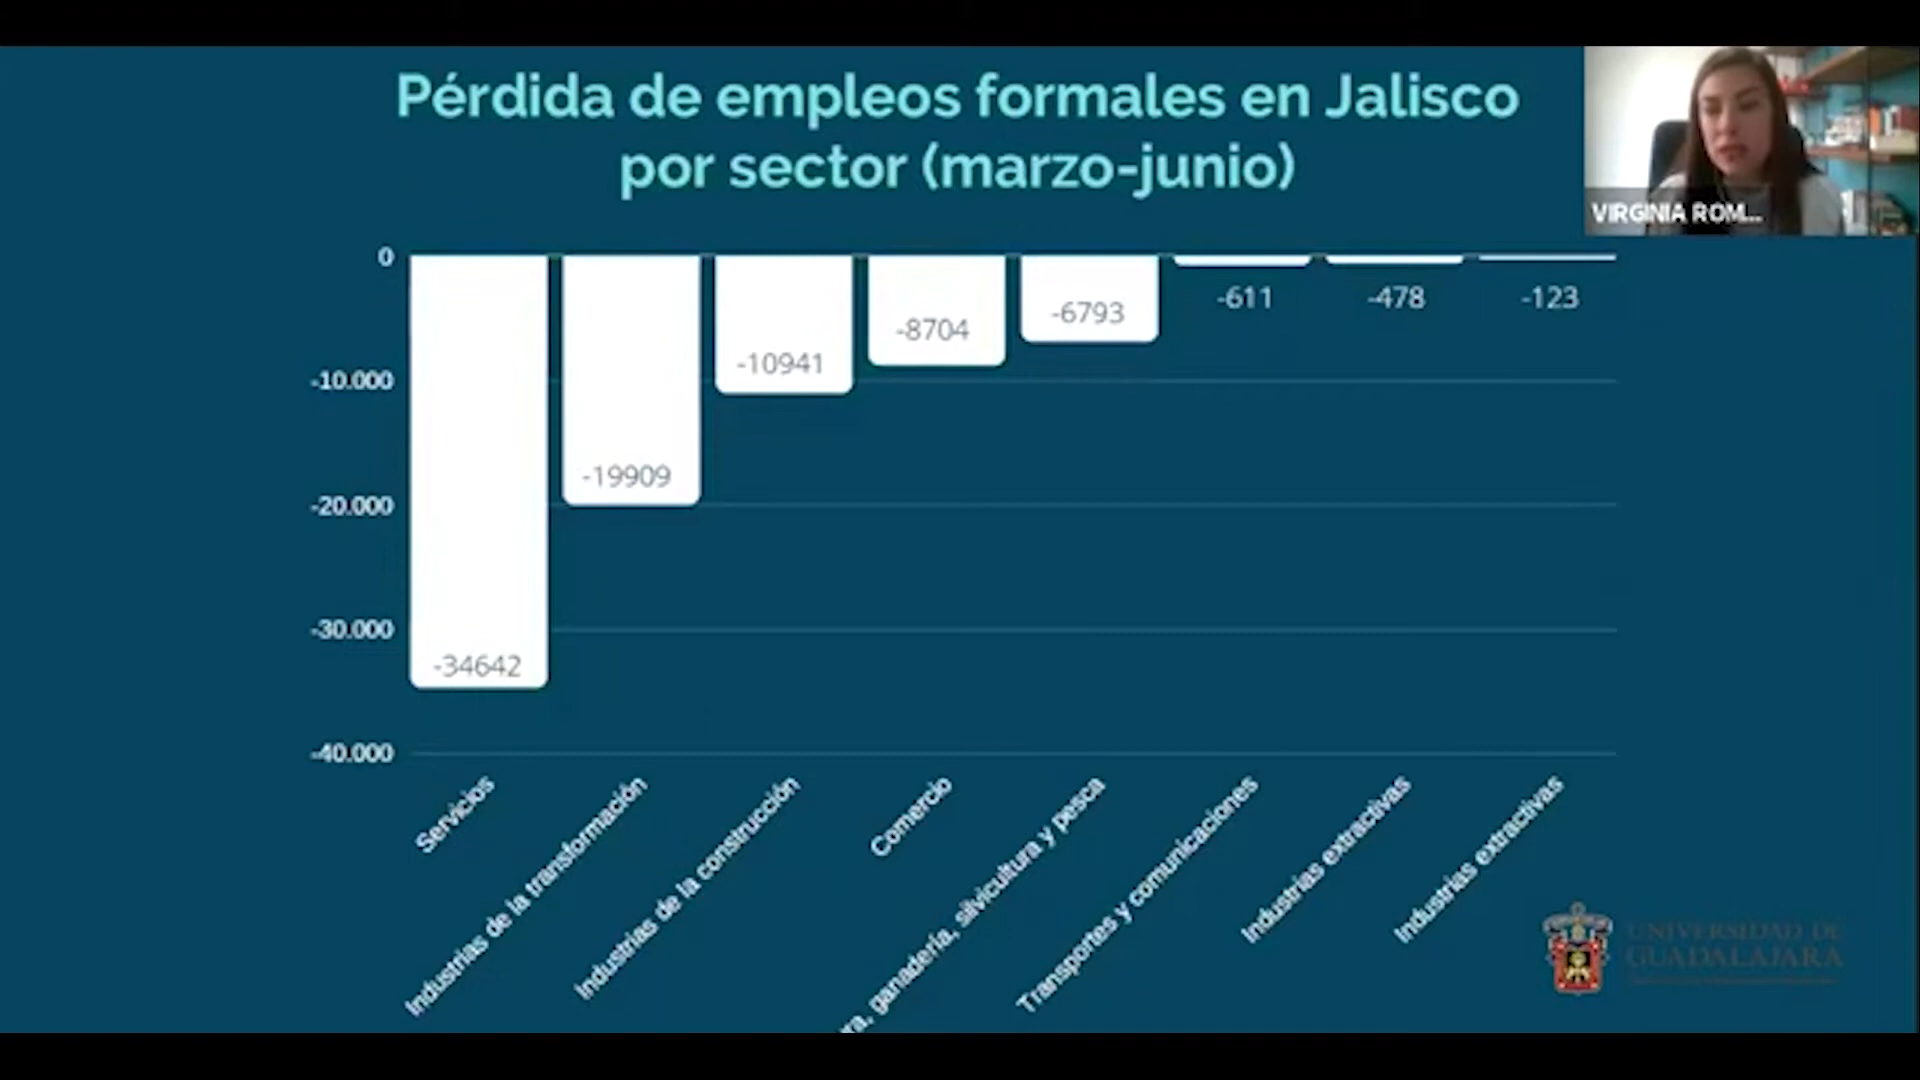 Pérdida de empleos formales en Jalisco
por sector (marzo-junio)
VIRGINIA ROM...
0
-10.000
-20.000
-30.000
-40.000
-34642
-19909
-10941
-8704
-6793
-611
-478
-123
Servicios
Industrias de la transformación
Industrias de la construcción
Comercio
ra, ganadería, silvicultura y pesca
Transportes y comunicaciones
Industrias extractivas
Industrias extractivas
UNIVERSIDAD DE
GUADALAJARA